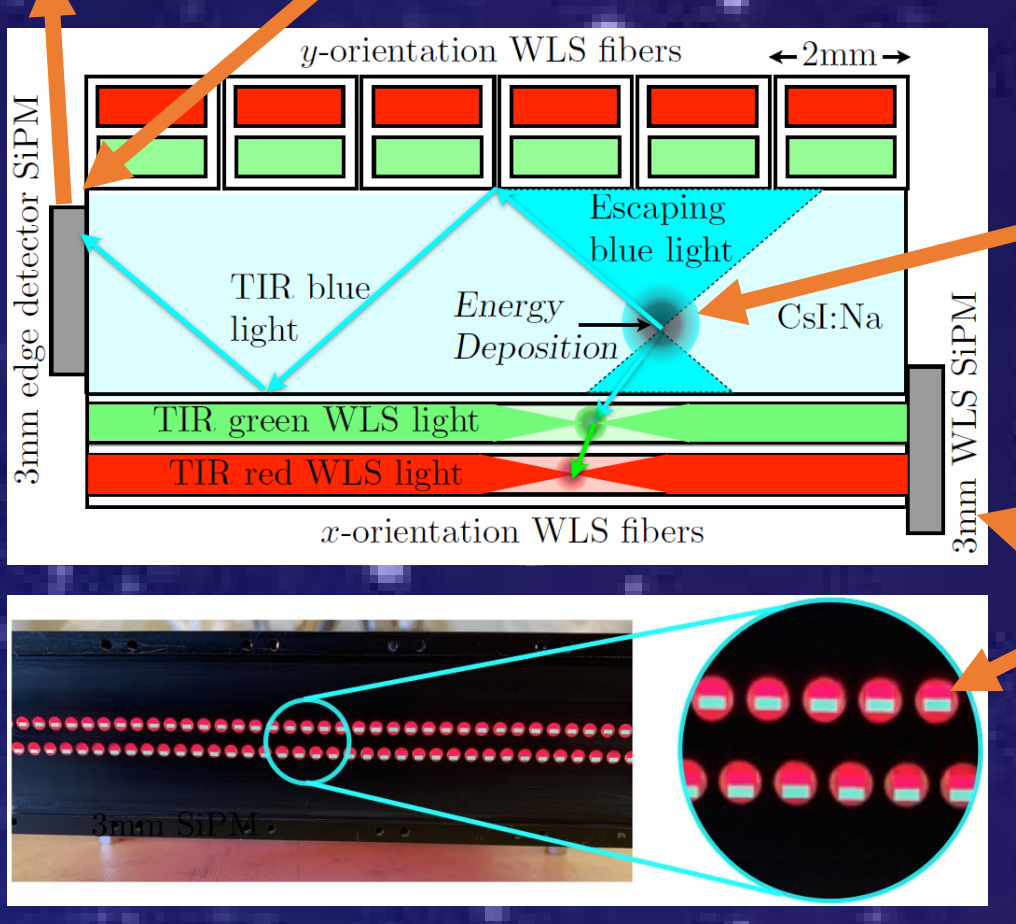 y-orientation WLS fibers
2mm
3mm edge detector SiPM
Escaping
blue light
TIR blue
light
Energy
Deposition
CsI:Na
TIR green WLS light
TIR red WLS light
3mm WLS SiPM
x-orientation WLS fibers
3mm SiPM